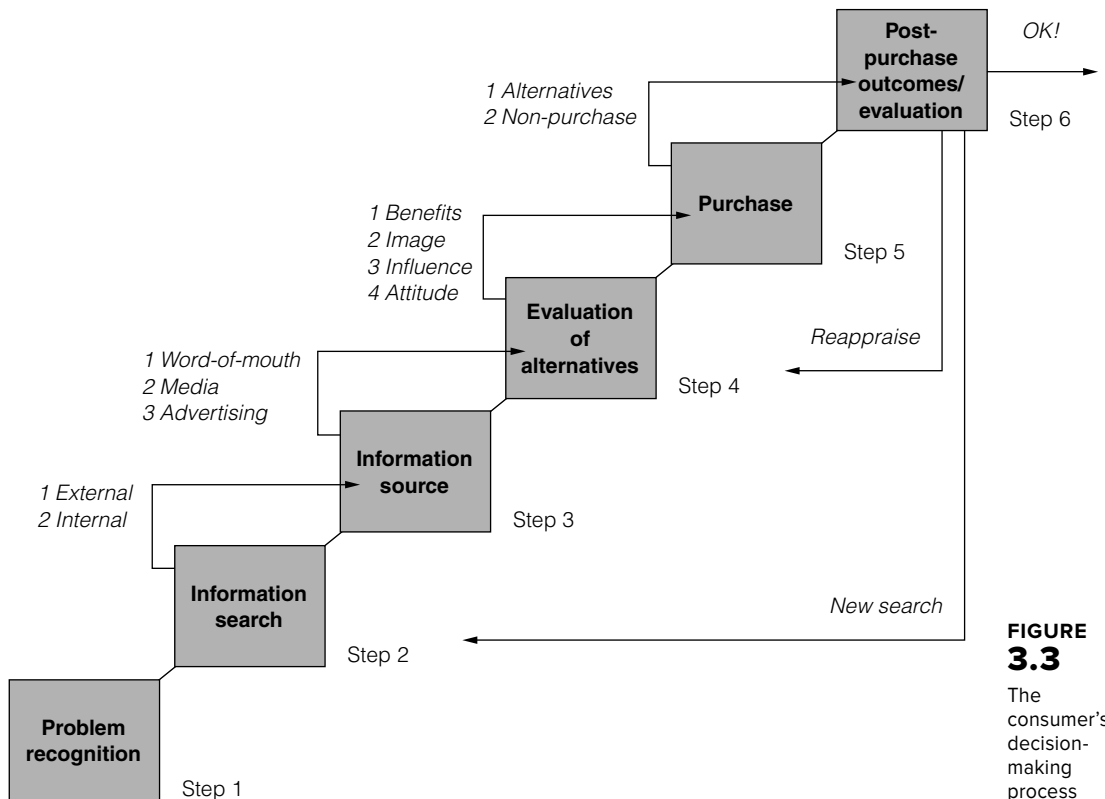 Post-
purchase
outcomes/
evaluation
OK!
Step 6
1 Alternatives
2 Non-purchase
Purchase
Step 5
1 Benefits
2 Image
3 Influence
4 Attitude
Evaluation
of
alternatives
Step 4
Reappraise
1 Word-of-mouth
2 Media
3 Advertising
Information
source
Step 3
1 External
2 Internal
Information
search
Step 2
New search
Problem
recognition
Step 1
FIGURE
3.3
The
consumer's
decision-
making
process